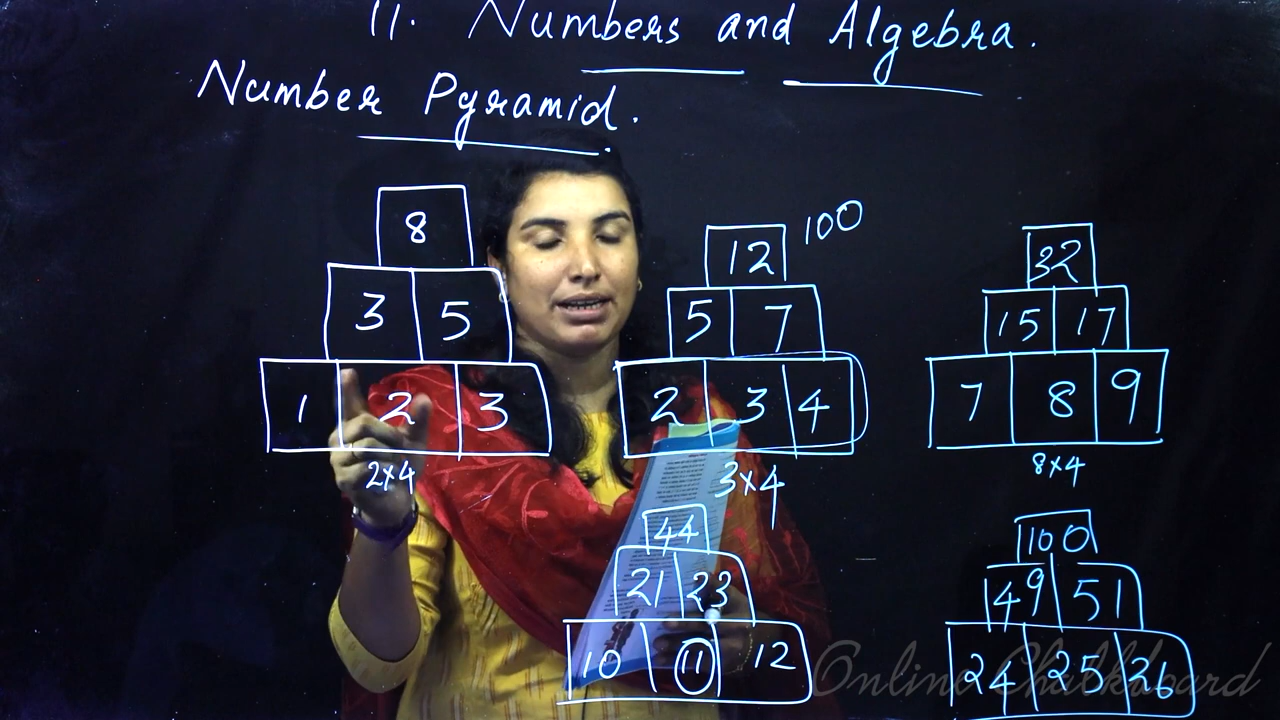 11. Numbers and Algebra.
Number Pyramid.
8
3 5
1 2 3
2×4
12 100
5 7
2 3 4
3×4
32
15 17
7 8 9
8×4
44
21 23
10 11 12
100
49 51
24 25 26
Online Chalkboard